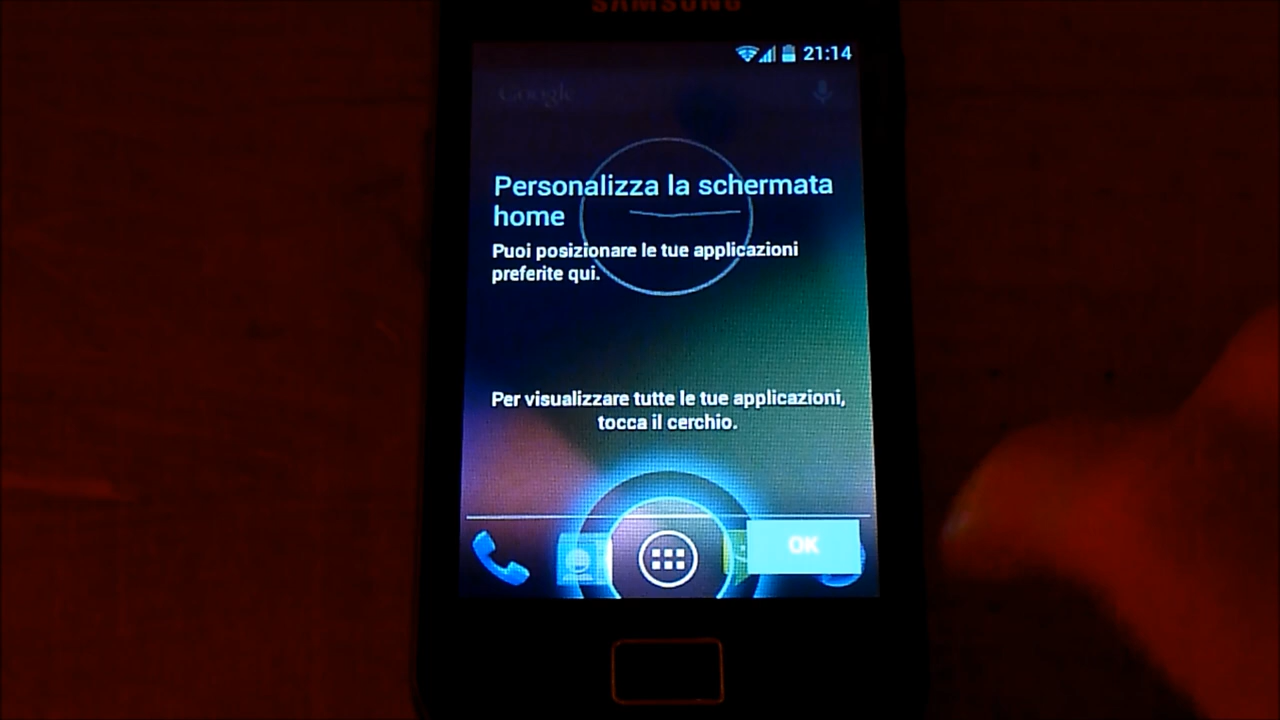 SAMSUNG
21:14
Google
Personalizza la schermata
home
Puoi posizionare le tue applicazioni
preferite qui.
Per visualizzare tutte le tue applicazioni,
tocca il cerchio.
OK